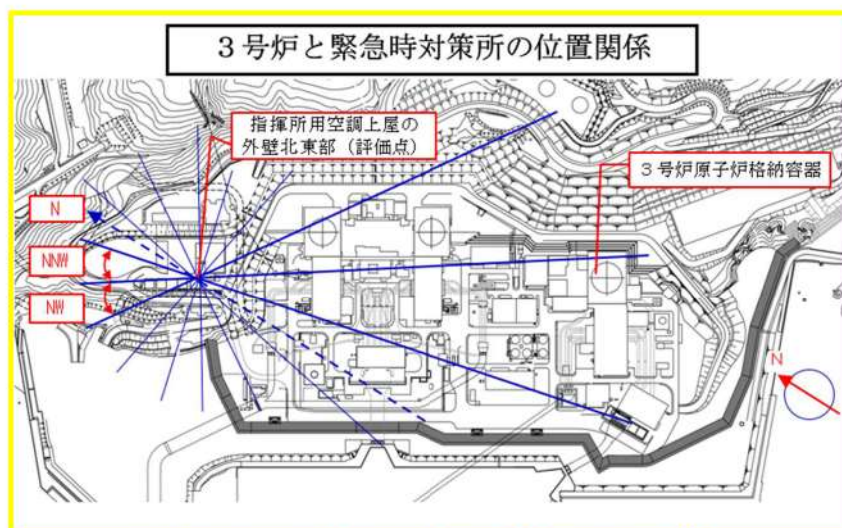 ３号炉と緊急時対策所の位置関係
指揮所用空調上屋の
外壁北東部（評価点）
３号炉原子炉格納容器
N
NNW
NW
N